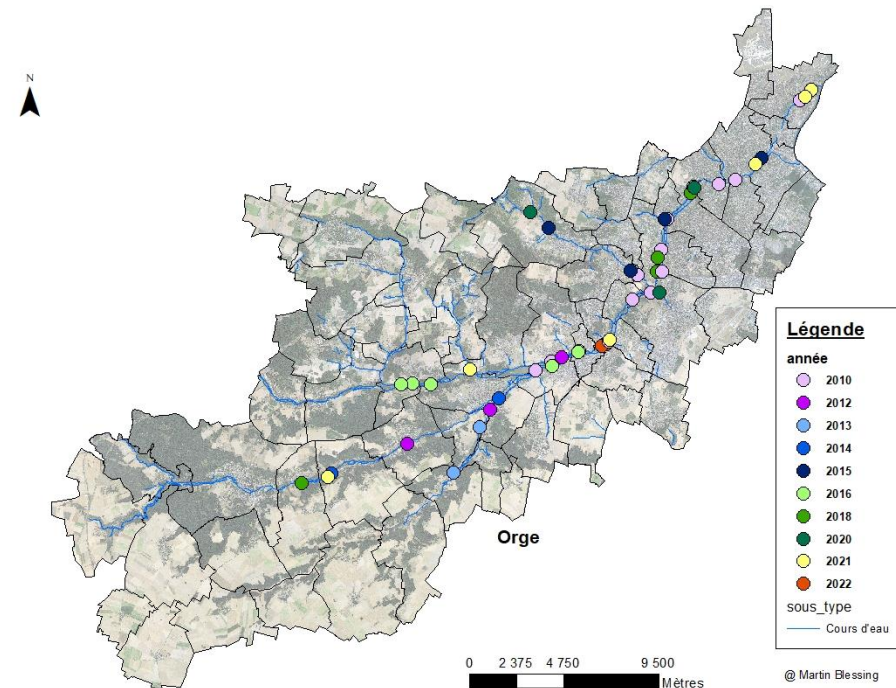 N
Légende
année
2010
2012
2013
2014
2015
2016
2018
2020
2021
2022
sous_type
Cours d'eau
Orge
0 2 375 4 750 9 500
Mètres
@ Martin Blessing